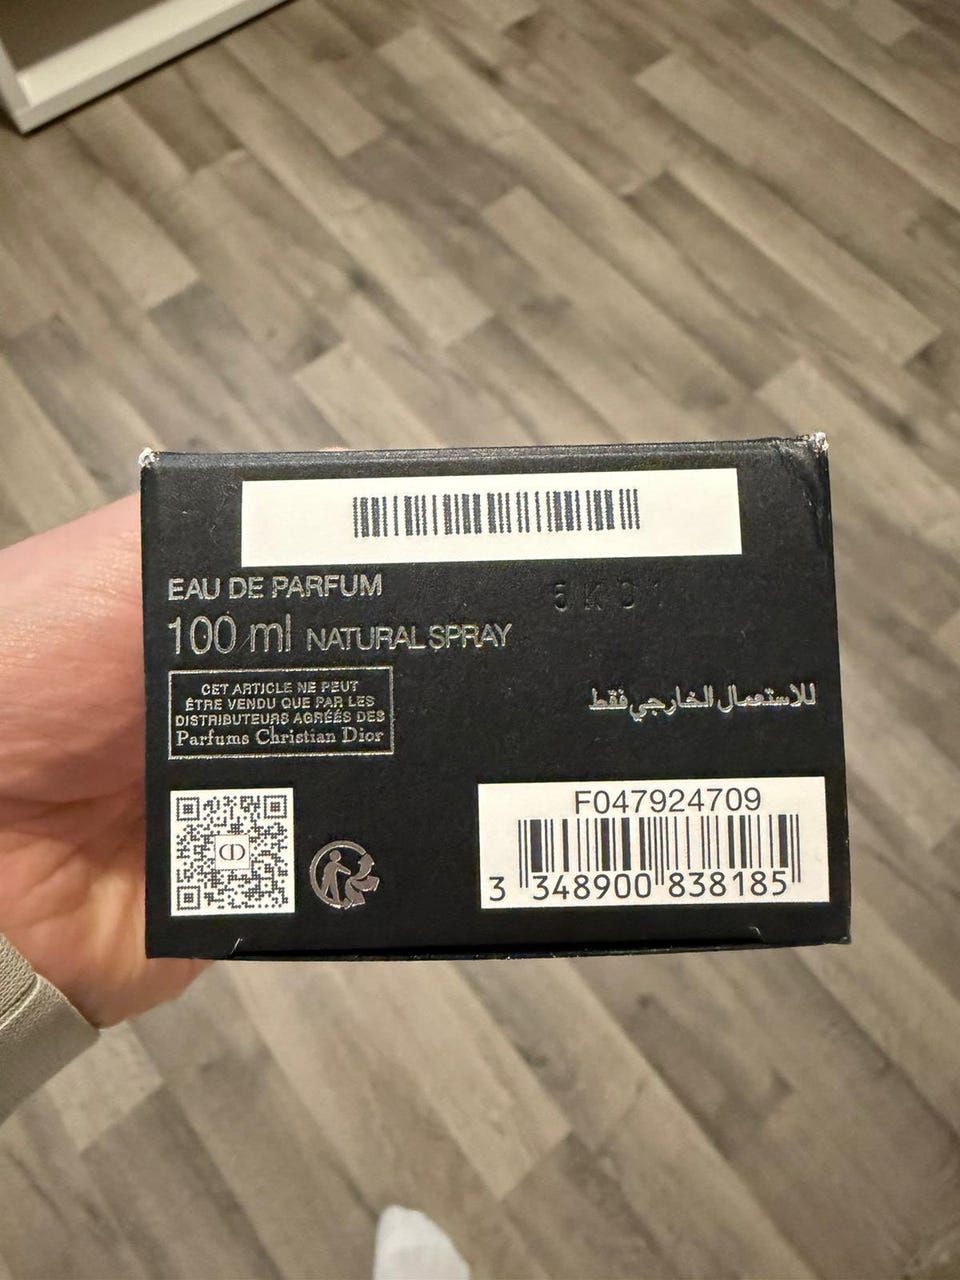 EAU DE PARFUM
5K01
100 ml NATURAL SPRAY
CET ARTICLE NE PEUT
ÊTRE VENDU QUE PAR LES
DISTRIBUTEURS AGRÉÉS DES
Parfums Christian Dior
للاستعمال الخارجي فقط
CD
F047924709
3 348900 838185